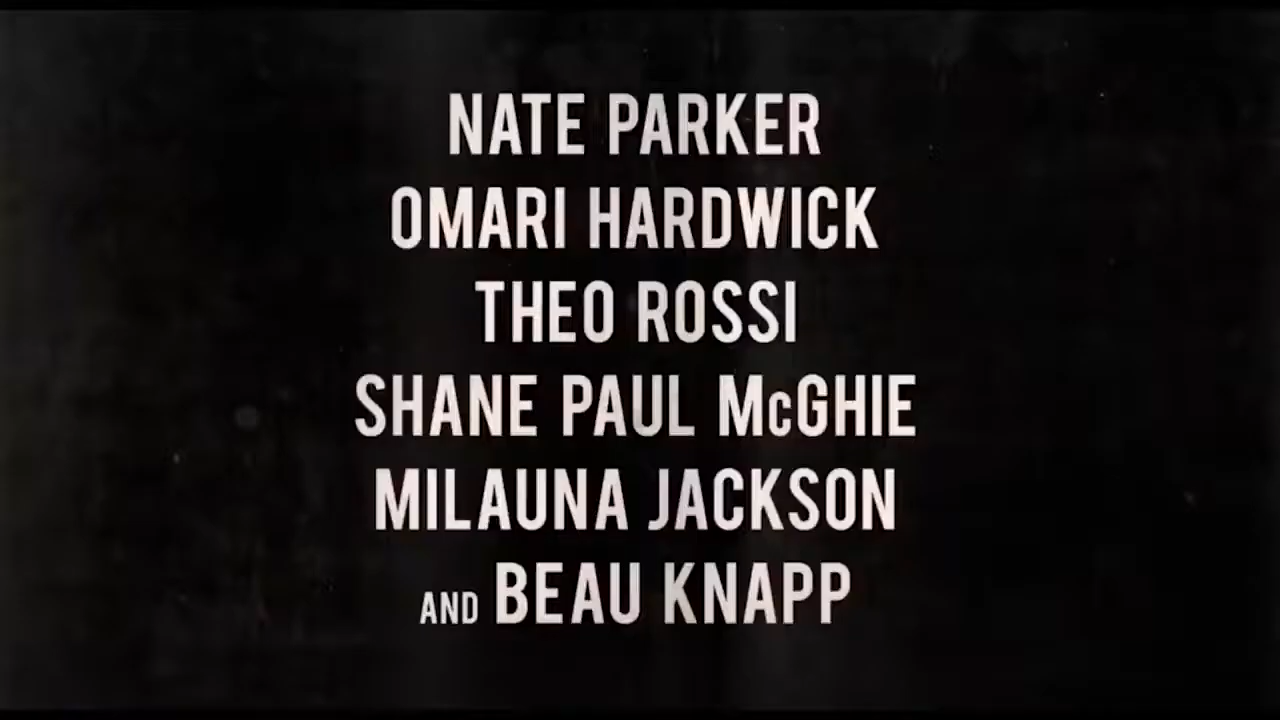 NATE PARKER
OMARI HARDWICK
THEO ROSSI
SHANE PAUL McGHIE
MILAUNA JACKSON
AND BEAU KNAPP